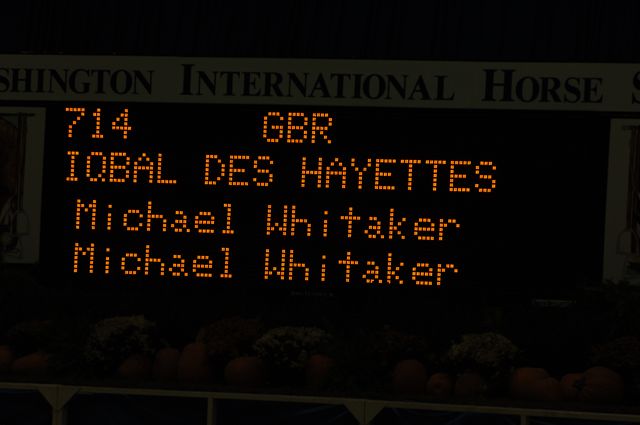 SHINGTON INTERNATIONAL HORSE S
714 GBR
IQBAL DES HAYETTES
Michael Whitaker
Michael Whitaker